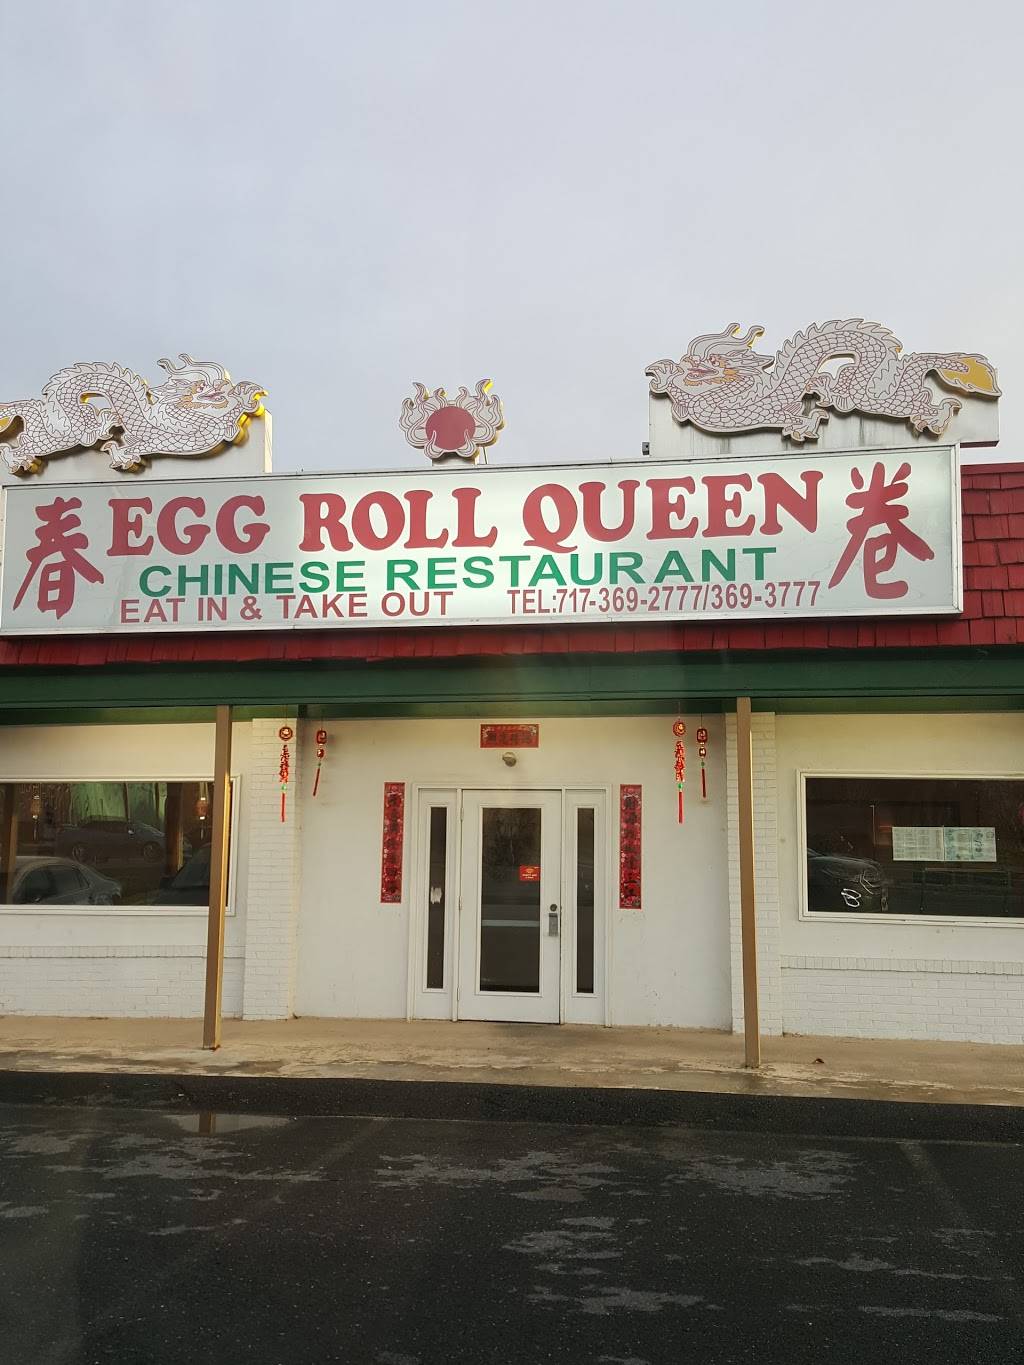 春 EGG ROLL QUEEN 卷
CHINESE RESTAURANT
EAT IN & TAKE OUT TEL:717-369-2777/369-3777